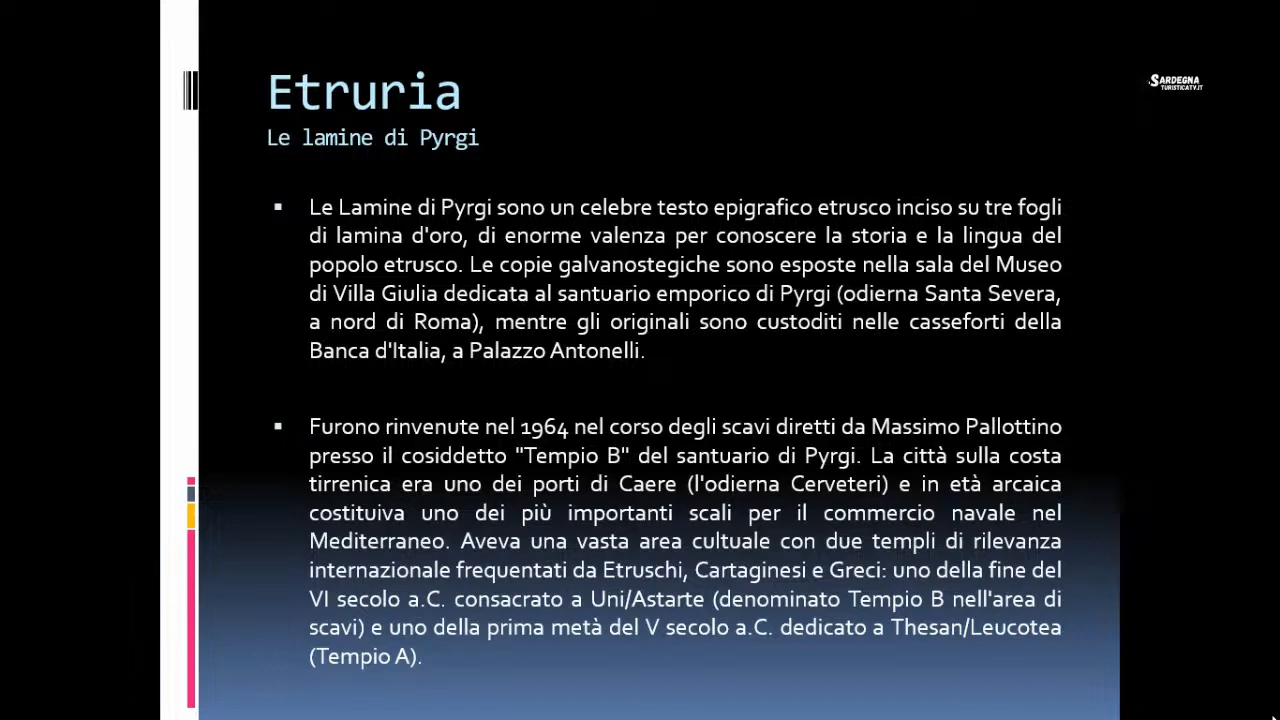 Etruria
Le lamine di Pyrgi
SARDEGNA
TURISTICATV.IT
▪ Le Lamine di Pyrgi sono un celebre testo epigrafico etrusco inciso su tre fogli
di lamina d'oro, di enorme valenza per conoscere la storia e la lingua del
popolo etrusco. Le copie galvanostegiche sono esposte nella sala del Museo
di Villa Giulia dedicata al santuario emporico di Pyrgi (odierna Santa Severa,
a nord di Roma), mentre gli originali sono custoditi nelle casseforti della
Banca d'Italia, a Palazzo Antonelli.
▪ Furono rinvenute nel 1964 nel corso degli scavi diretti da Massimo Pallottino
presso il cosiddetto "Tempio B" del santuario di Pyrgi. La città sulla costa
tirrenica era uno dei porti di Caere (l'odierna Cerveteri) e in età arcaica
costituiva uno dei più importanti scali per il commercio navale nel
Mediterraneo. Aveva una vasta area cultuale con due templi di rilevanza
internazionale frequentati da Etruschi, Cartaginesi e Greci: uno della fine del
VI secolo a.C. consacrato a Uni/Astarte (denominato Tempio B nell'area di
scavi) e uno della prima metà del V secolo a.C. dedicato a Thesan/Leucotea
(Tempio A).